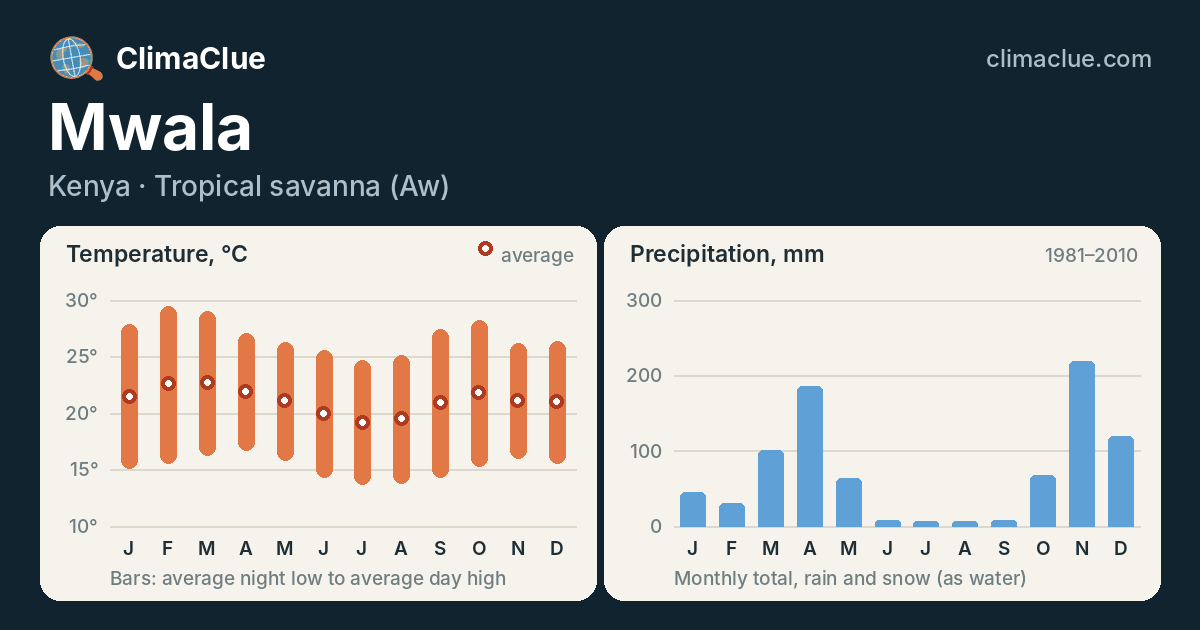 ClimaClue
climaclue.com
Mwala
Kenya · Tropical savanna (Aw)
Temperature, °C
average
30°
25°
20°
15°
10°
J F M A M J J A S O N D
Bars: average night low to average day high
Precipitation, mm
1981–2010
300
200
100
0
J F M A M J J A S O N D
Monthly total, rain and snow (as water)